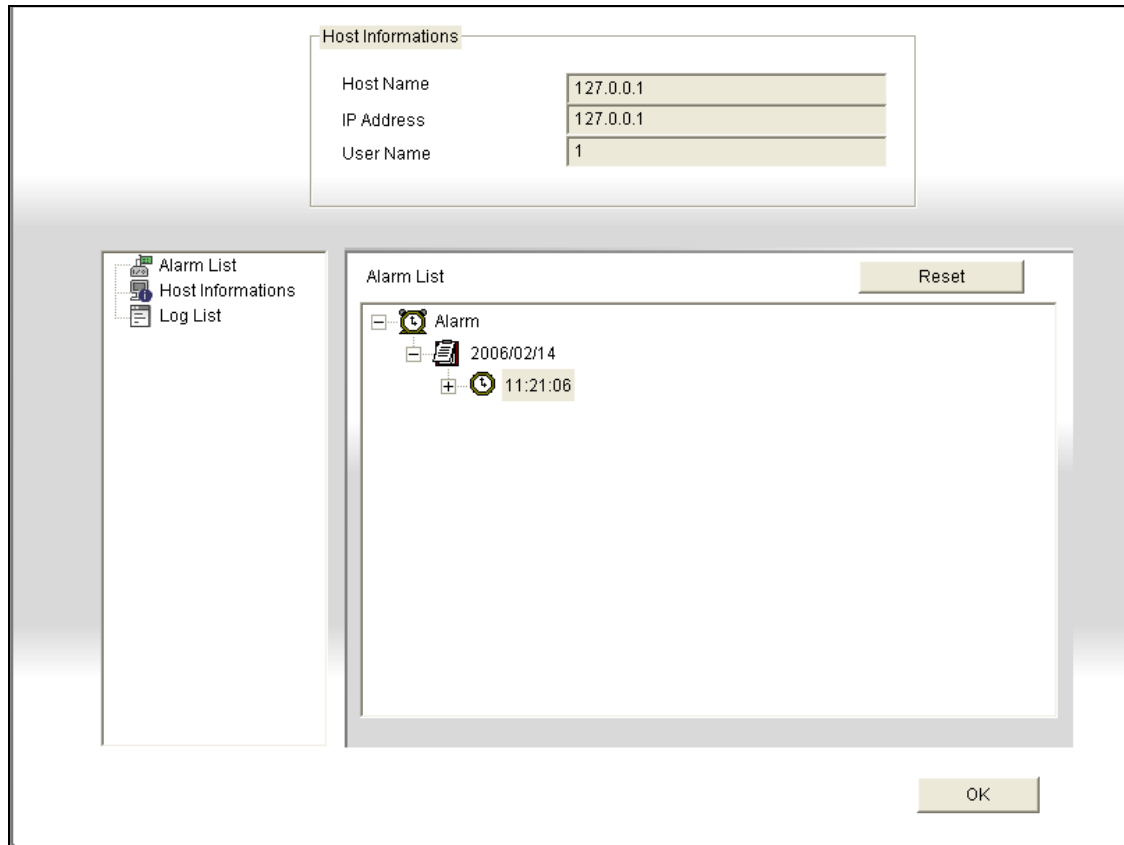 Host Informations
Host Name 127.0.0.1
IP Address 127.0.0.1
User Name 1
Alarm List
Host Informations
Log List
Alarm List Reset
Alarm
2006/02/14
11:21:06
OK